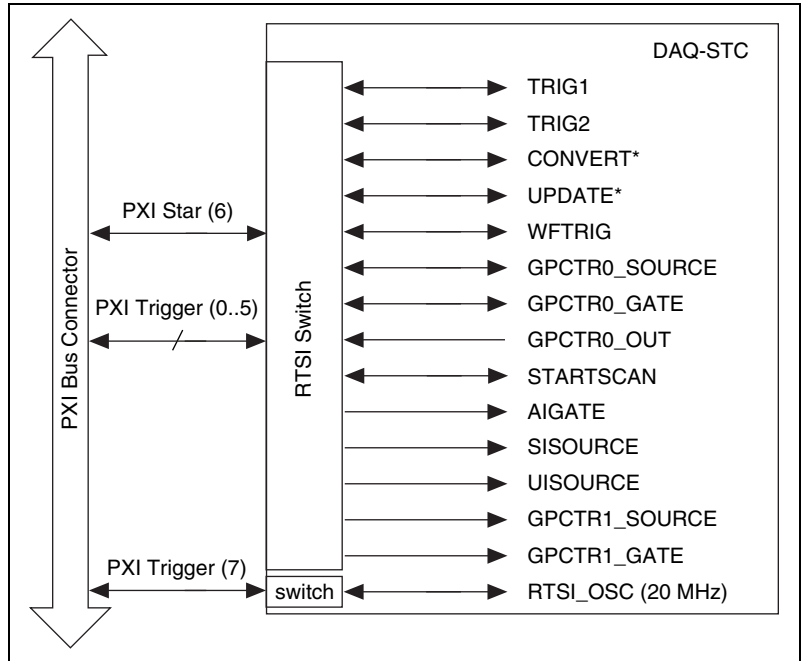 DAQ-STC
TRIG1
TRIG2
CONVERT*
UPDATE*
PXI Star (6)
WFTRIG
GPCTR0_SOURCE
PXI Trigger (0..5)
GPCTR0_GATE
GPCTR0_OUT
PXI Bus Connector
RTSI Switch
STARTSCAN
AIGATE
SISOURCE
UISOURCE
GPCTR1_SOURCE
GPCTR1_GATE
PXI Trigger (7)
switch
RTSI_OSC (20 MHz)